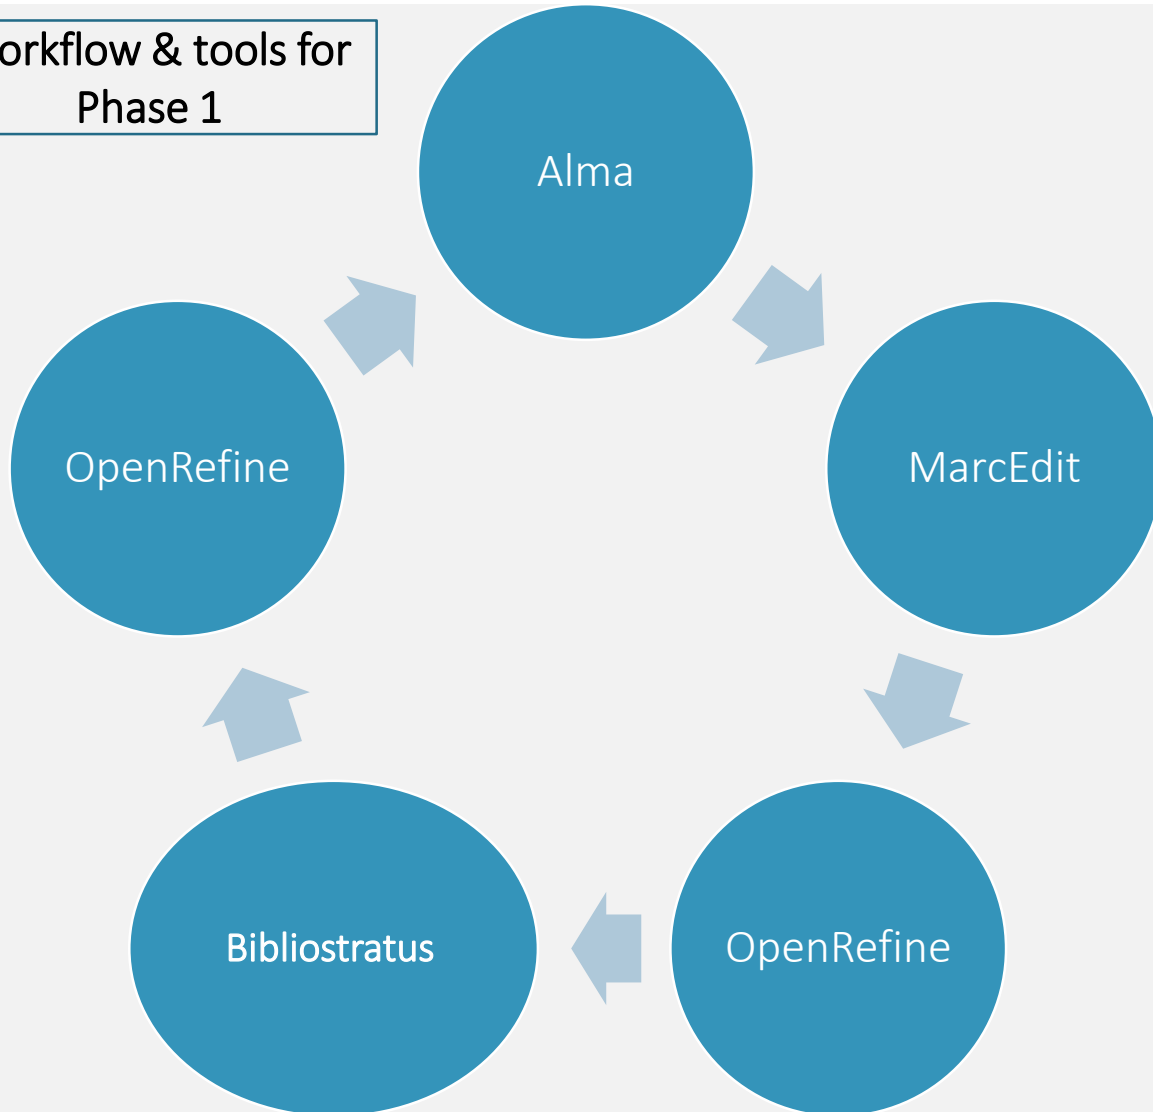 orkflow & tools for
Phase 1
Alma
MarcEdit
OpenRefine
Bibliostratus
OpenRefine